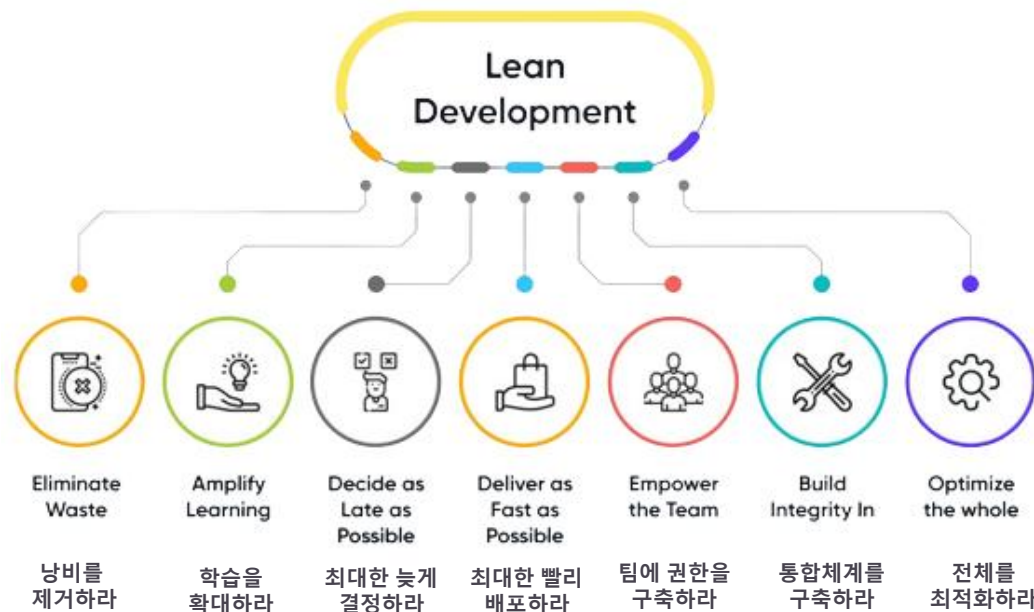 Lean
Development
Eliminate
Waste
Amplify
Learning
Decide as
Late as
Possible
Deliver as
Fast as
Possible
Empower
the Team
Build
Integrity In
Optimize
the whole
낭비를
제거하라
학습을
확대하라
최대한 늦게
결정하라
최대한 빨리
배포하라
팀에 권한을
구축하라
통합체계를
구축하라
전체를
최적화하라